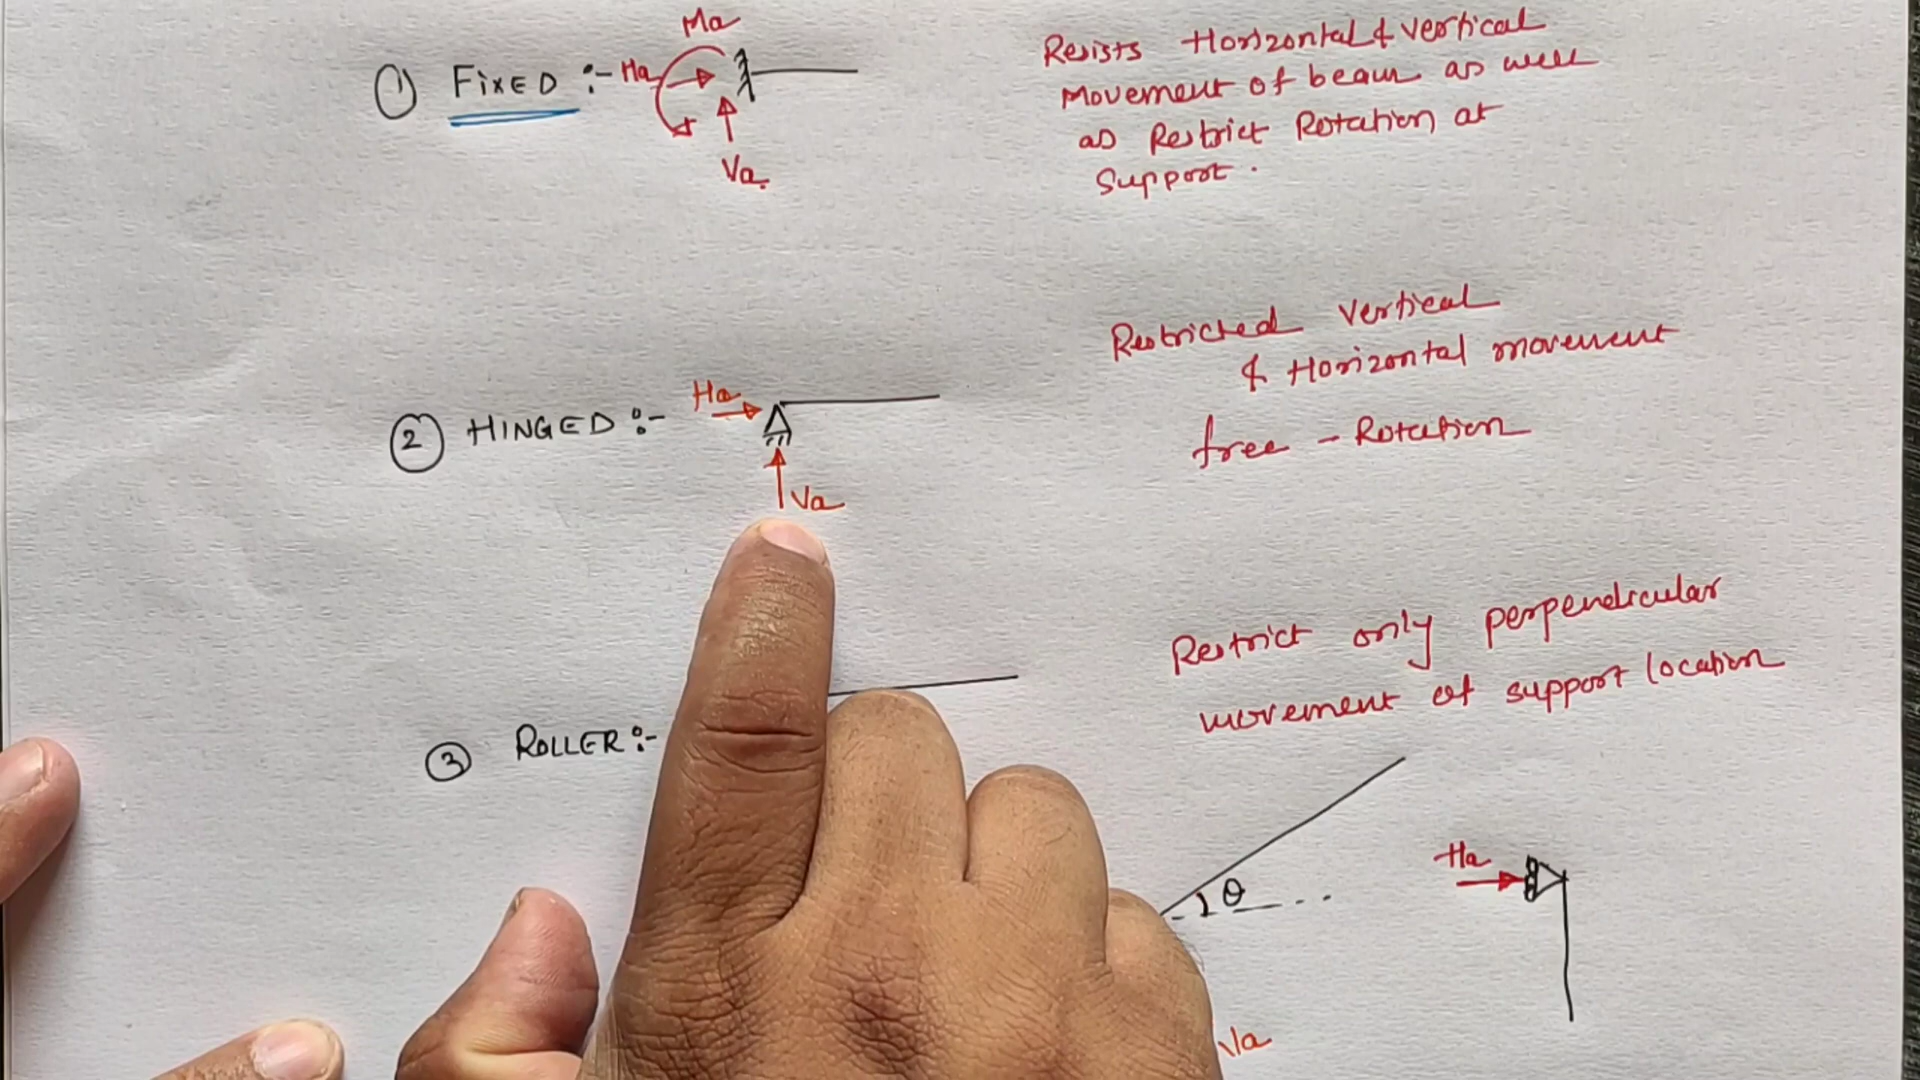 Ma
① FIXED :- Ha
Va
Resists Horizontal & vertical
Movement of beam as well
as Restrict Rotation at
Support.
② HINGED :- Ha
Va
Restricted vertical
& Horizontal movement
free - Rotation
③ ROLLER :-
Restrict only perpendicular
movement of support location
θ
Ha
Va